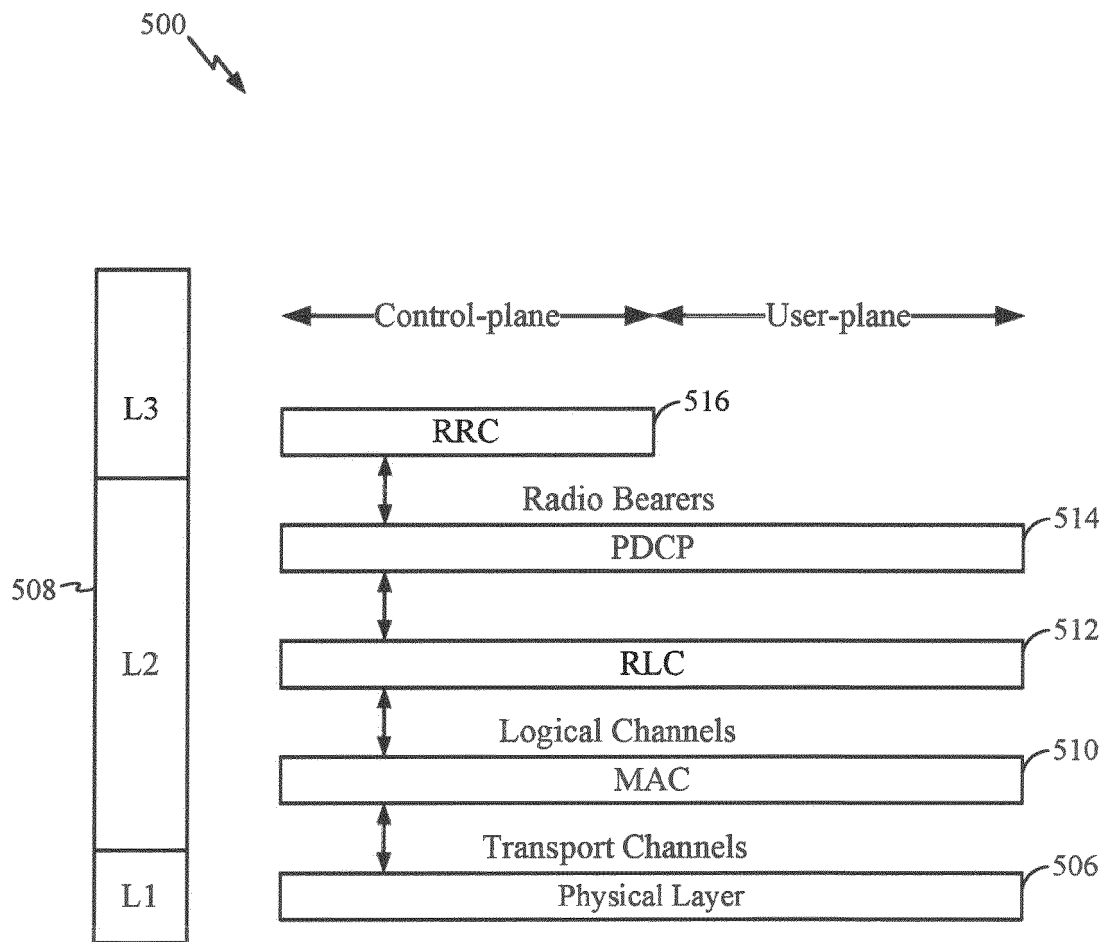 500
Control-plane User-plane
L3
RRC
516
Radio Bearers
514
PDCP
508
512
L2
RLC
Logical Channels
510
MAC
Transport Channels
506
L1
Physical Layer